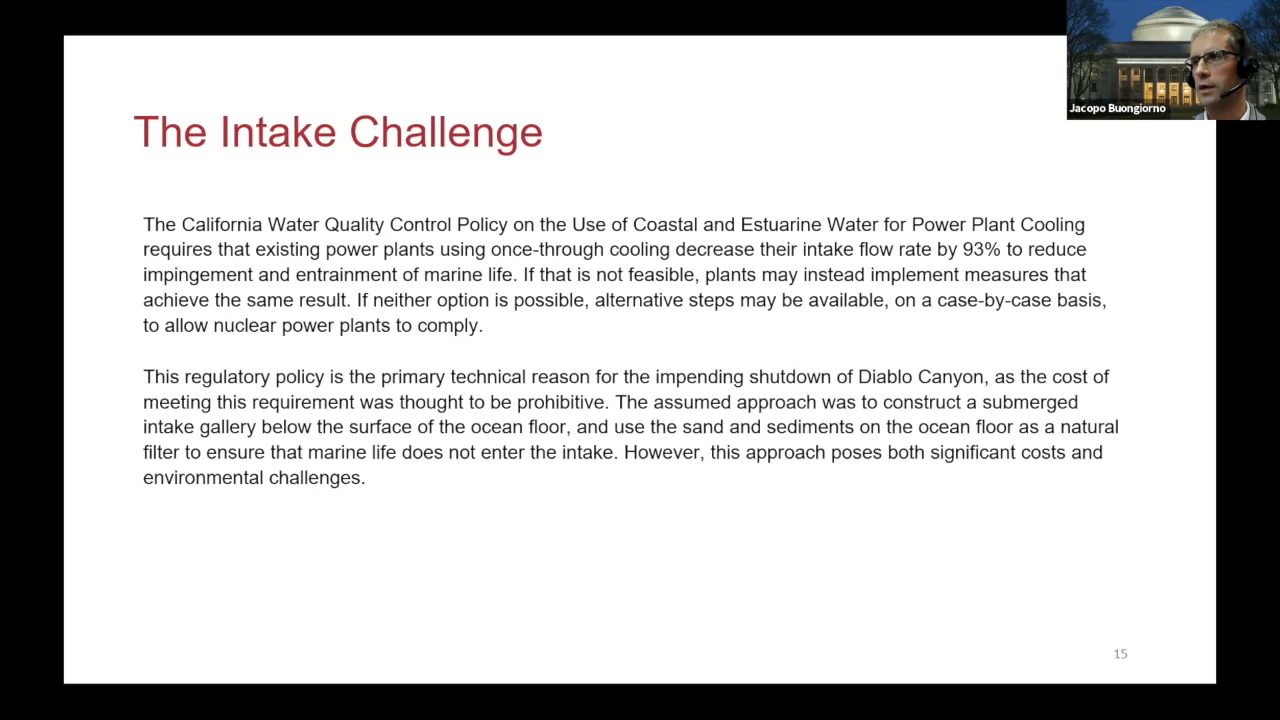 Jacopo Buongiorno
The Intake Challenge
The California Water Quality Control Policy on the Use of Coastal and Estuarine Water for Power Plant Cooling
requires that existing power plants using once-through cooling decrease their intake flow rate by 93% to reduce
impingement and entrainment of marine life. If that is not feasible, plants may instead implement measures that
achieve the same result. If neither option is possible, alternative steps may be available, on a case-by-case basis,
to allow nuclear power plants to comply.
This regulatory policy is the primary technical reason for the impending shutdown of Diablo Canyon, as the cost of
meeting this requirement was thought to be prohibitive. The assumed approach was to construct a submerged
intake gallery below the surface of the ocean floor, and use the sand and sediments on the ocean floor as a natural
filter to ensure that marine life does not enter the intake. However, this approach poses both significant costs and
environmental challenges.
15